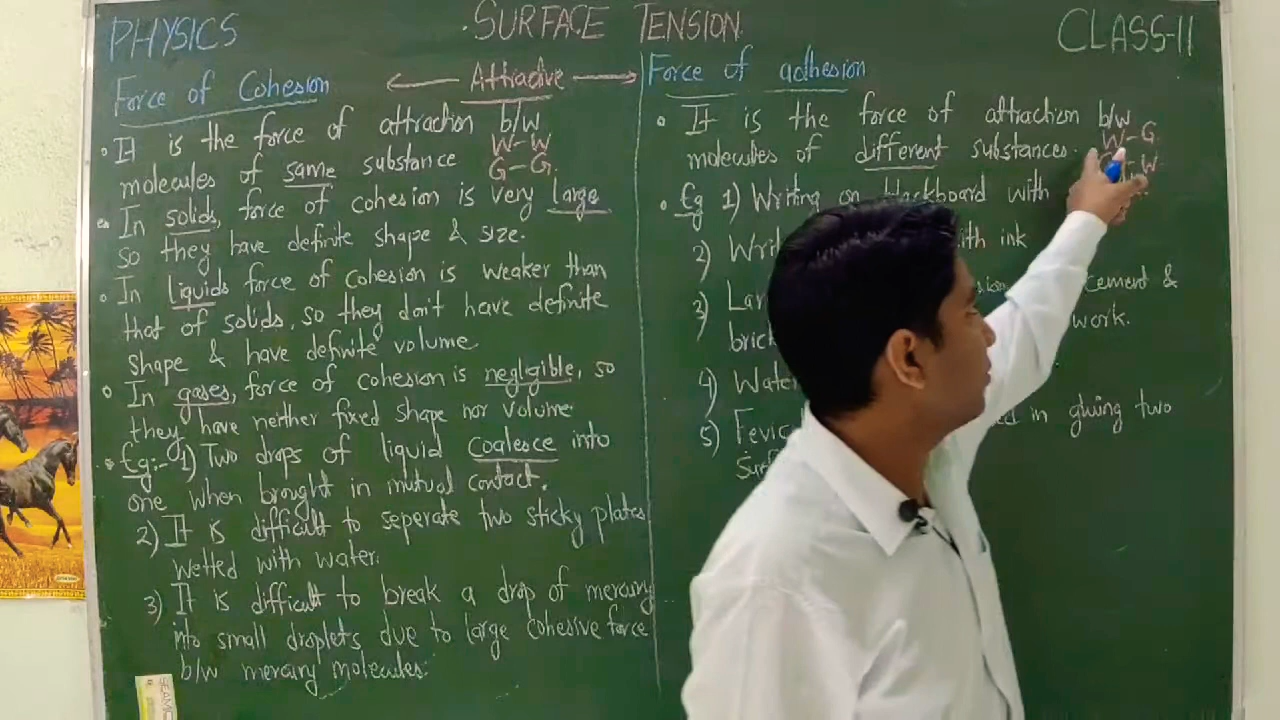 PHYSICS
SURFACE TENSION
CLASS-11
Force of Cohesion
Attractive
Force of adhesion
It is the force of attraction b/w
W-W
molecules of same substance
G-G
In solids, force of cohesion is very large
so they have definite shape & size.
In liquids force of cohesion is weaker than
that of solids, so they don't have definite
shape & have definite volume
In gases, force of cohesion is negligible, so
they have neither fixed shape nor volume
Eg:- 1) Two drops of liquid coalesce into
one when brought in mutual contact.
2) It is difficult to seperate two sticky plates
wetted with water.
3) It is difficult to break a drop of mercury
into small droplets due to large cohesive force
b/w mercury molecules.
It is the force of attraction b/w
W-G
molecules of different substances.
-W
Eg 1) Writing on blackboard with
2) with ink
3) cement &
work.
4) Water
5) in gluing two